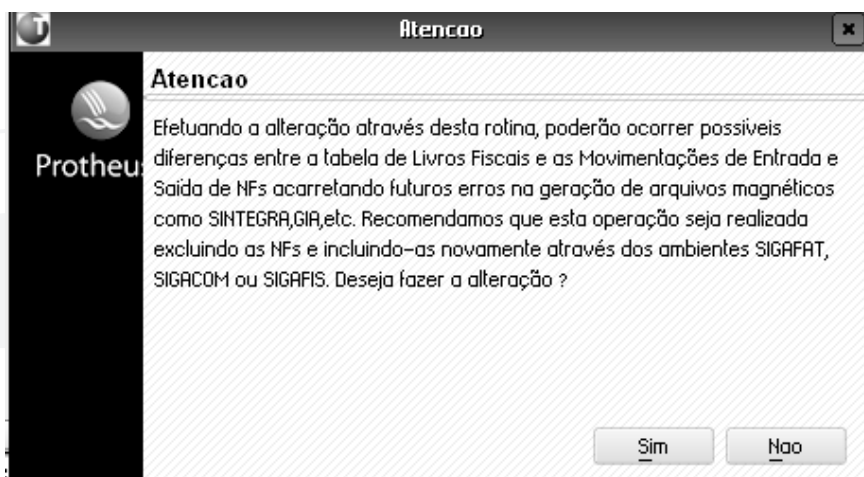 Atencao
Atencao
Efetuando a alteração através desta rotina, poderão ocorrer possíveis
diferenças entre a tabela de Livros Fiscais e as Movimentações de Entrada e
Saída de NFs acarretando futuros erros na geração de arquivos magnéticos
como SINTEGRA,GIA,etc. Recomendamos que esta operação seja realizada
excluindo as NFs e incluindo-as novamente através dos ambientes SIGAFAT,
SIGACOM ou SIGAFIS. Deseja fazer a alteração ?
Protheu
Sim Nao